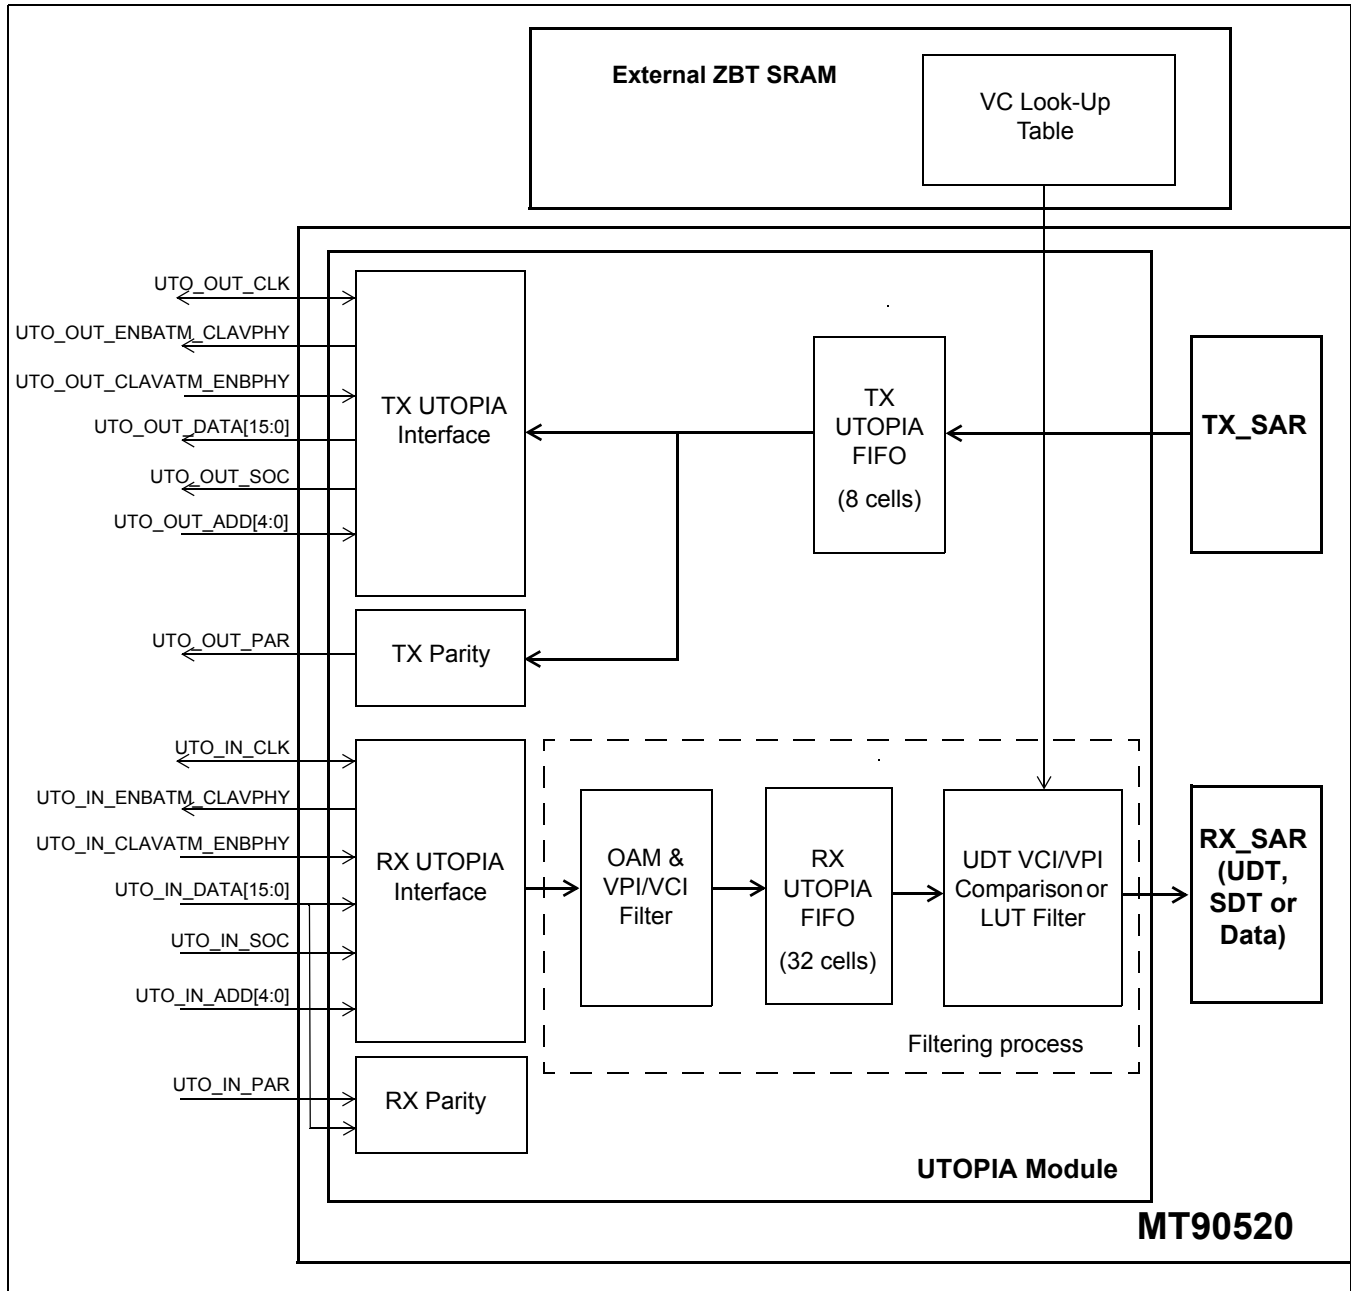 External ZBT SRAM
VC Look-Up
Table
UTO_OUT_CLK
UTO_OUT_ENBATM_CLAVPHY
UTO_OUT_CLAVATM_ENBPHY
UTO_OUT_DATA[15:0]
UTO_OUT_SOC
UTO_OUT_ADD[4:0]
TX UTOPIA
Interface
TX
UTOPIA
FIFO
(8 cells)
TX_SAR
UTO_OUT_PAR
TX Parity
UTO_IN_CLK
UTO_IN_ENBATM_CLAVPHY
UTO_IN_CLAVATM_ENBPHY
UTO_IN_DATA[15:0]
UTO_IN_SOC
UTO_IN_ADD[4:0]
RX UTOPIA
Interface
OAM &
VPI/VCI
Filter
RX
UTOPIA
FIFO
(32 cells)
UDT VCI/VPI
Comparison or
LUT Filter
RX_SAR
(UDT,
SDT or
Data)
Filtering process
UTO_IN_PAR
RX Parity
UTOPIA Module
MT90520